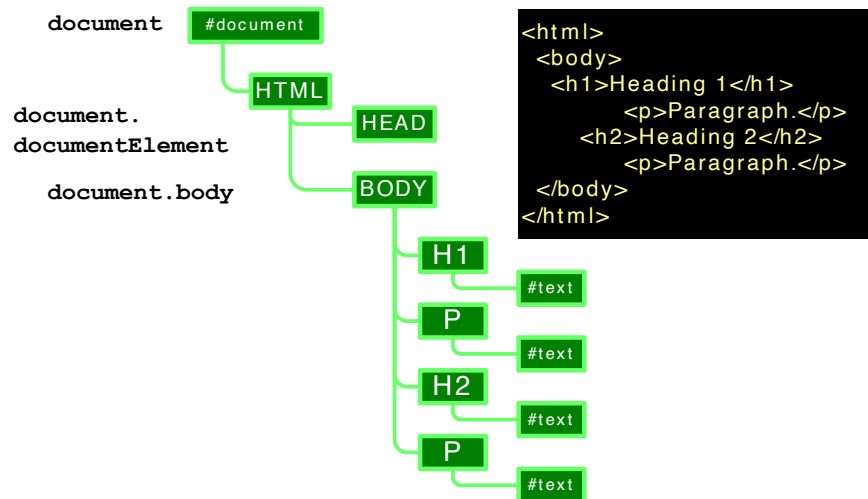 document
#document
HTML
document.
documentElement
HEAD
document.body
BODY
H1
#text
P
#text
H2
#text
P
#text
<html>
<body>
<h1>Heading 1</h1>
<p>Paragraph.</p>
<h2>Heading 2</h2>
<p>Paragraph.</p>
</body>
</html>